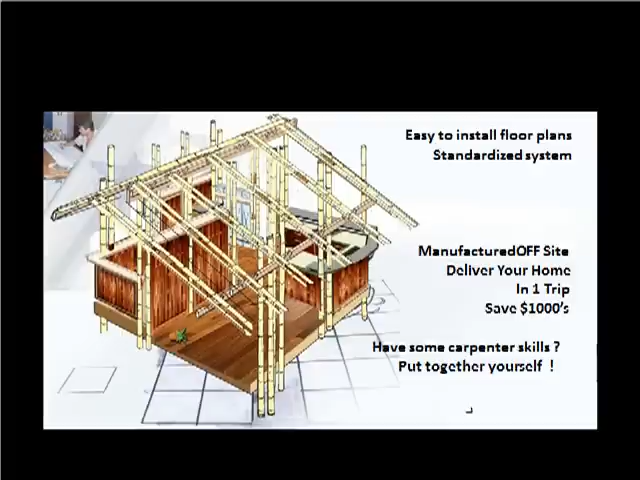 Easy to install floor plans
Standardized system
ManufacturedOFF Site
Deliver Your Home
In 1 Trip
Save $1000's
Have some carpenter skills ?
Put together yourself !